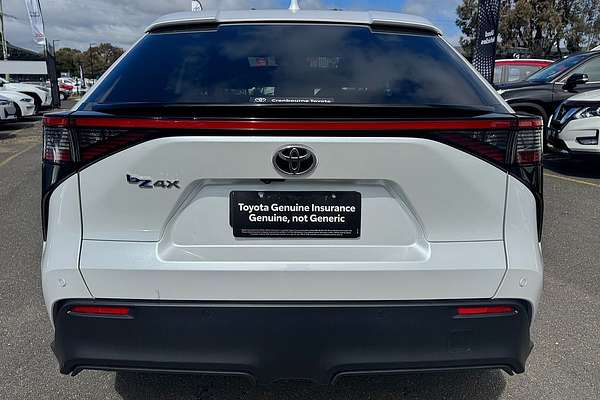 Cranbourne Toyota
bZ4X
Toyota Genuine Insurance
Genuine, not Generic